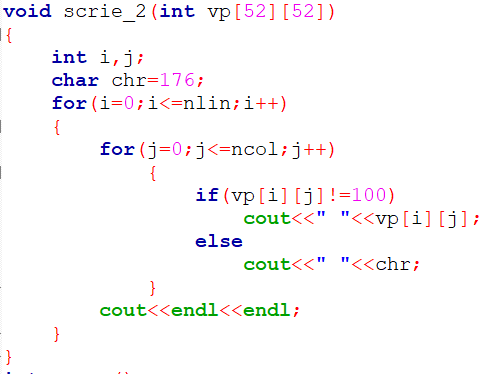 void scrie_2(int vp[52][52])
{
    int i,j;
    char chr=176;
    for(i=0;i<=nlin;i++)
    {
        for(j=0;j<=ncol;j++)
            {
                if(vp[i][j]!=100)
                    cout<<" "<<vp[i][j];
                else
                    cout<<" "<<chr;
            }
        cout<<endl<<endl;
    }
}